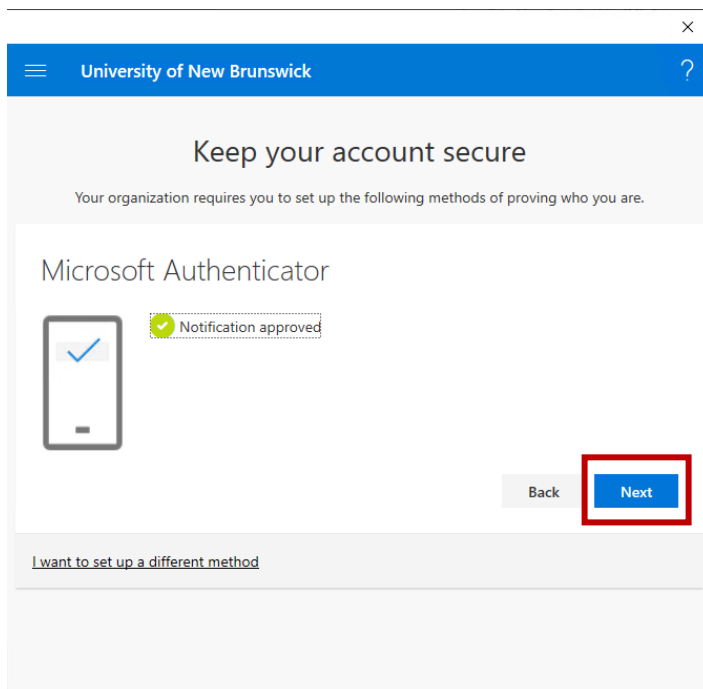 University of New Brunswick
?
Keep your account secure
Your organization requires you to set up the following methods of proving who you are.
Microsoft Authenticator
Notification approved
Back Next
I want to set up a different method